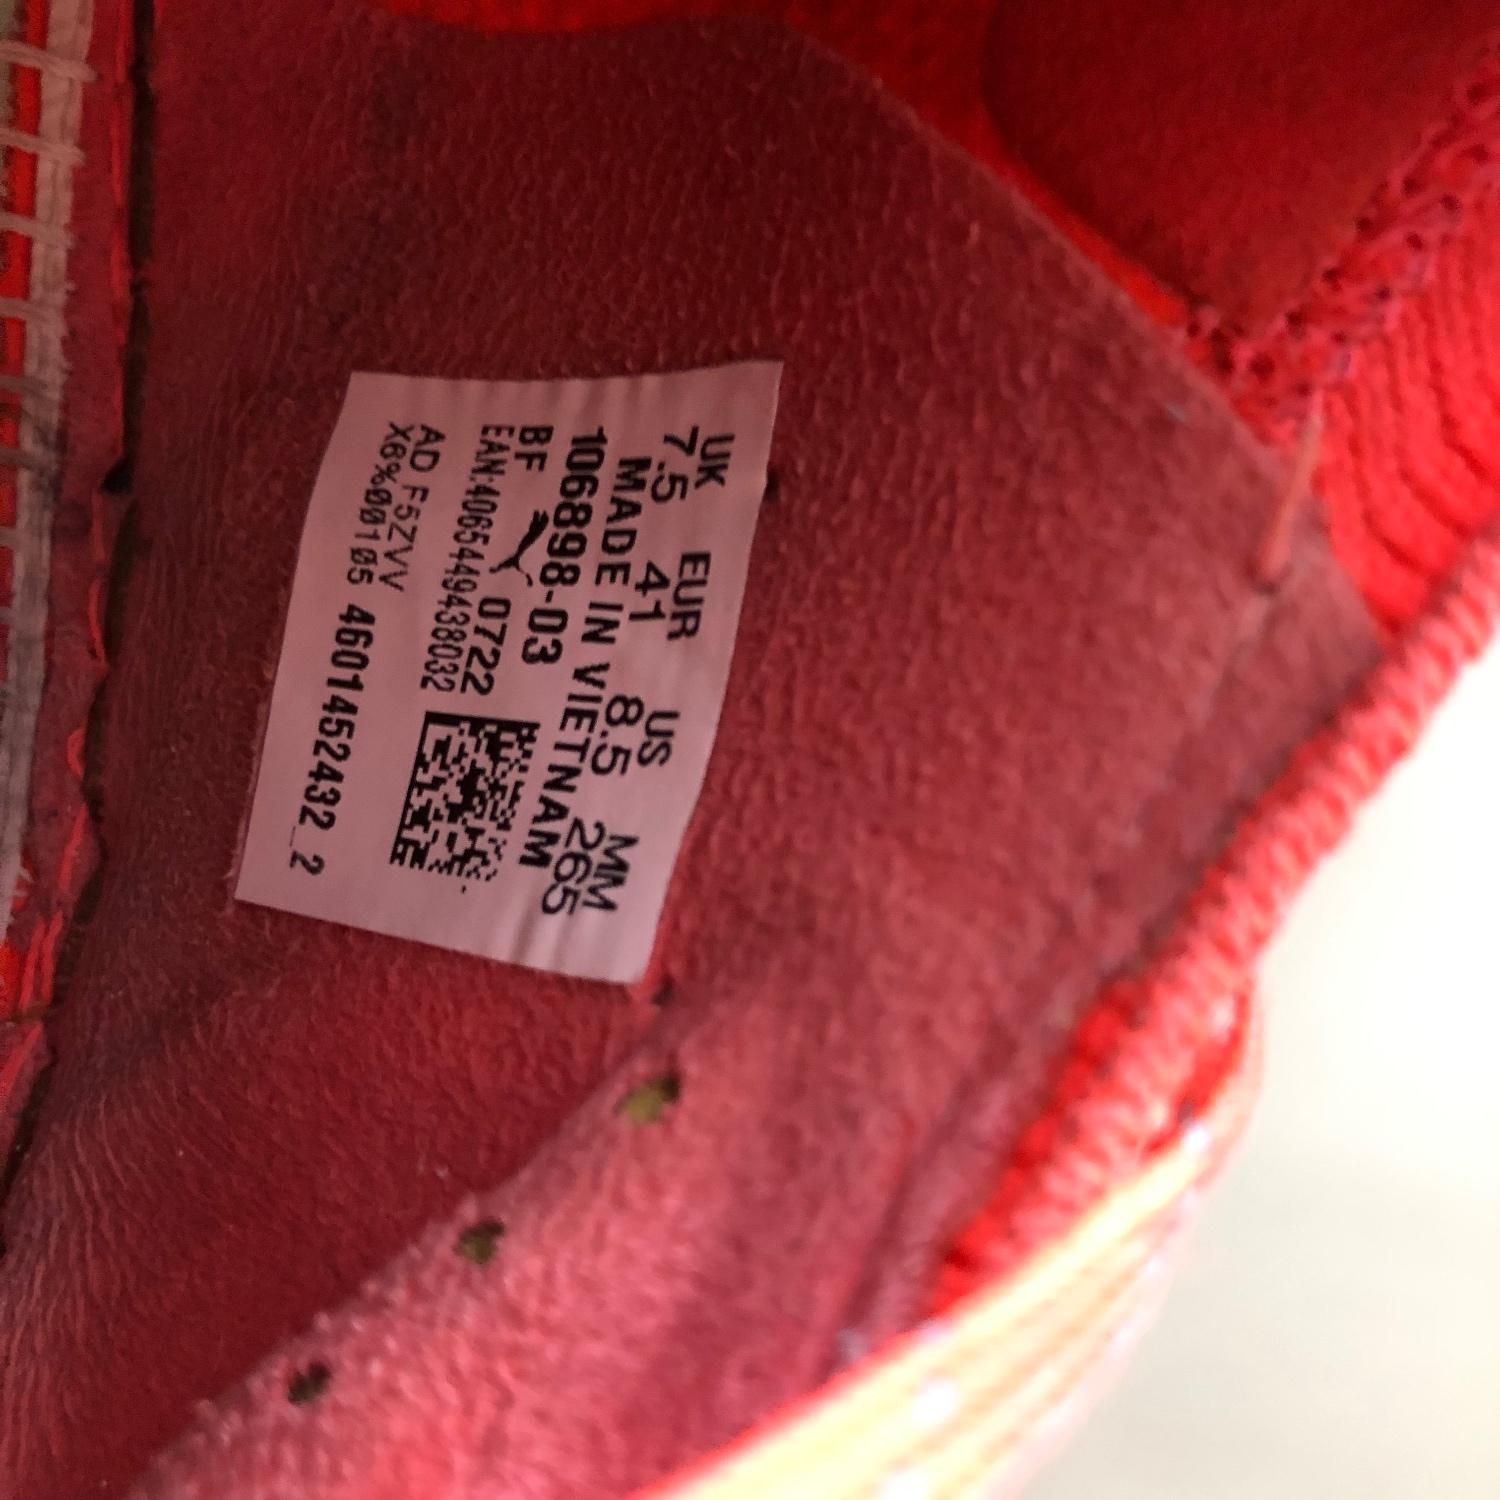 UK EUR US MM
7.5 41 8.5 265
MADE IN VIETNAM
106898-03
BF 0722
EAN:4065449438032
AD F5ZVV
X6%00105 4601452432_2